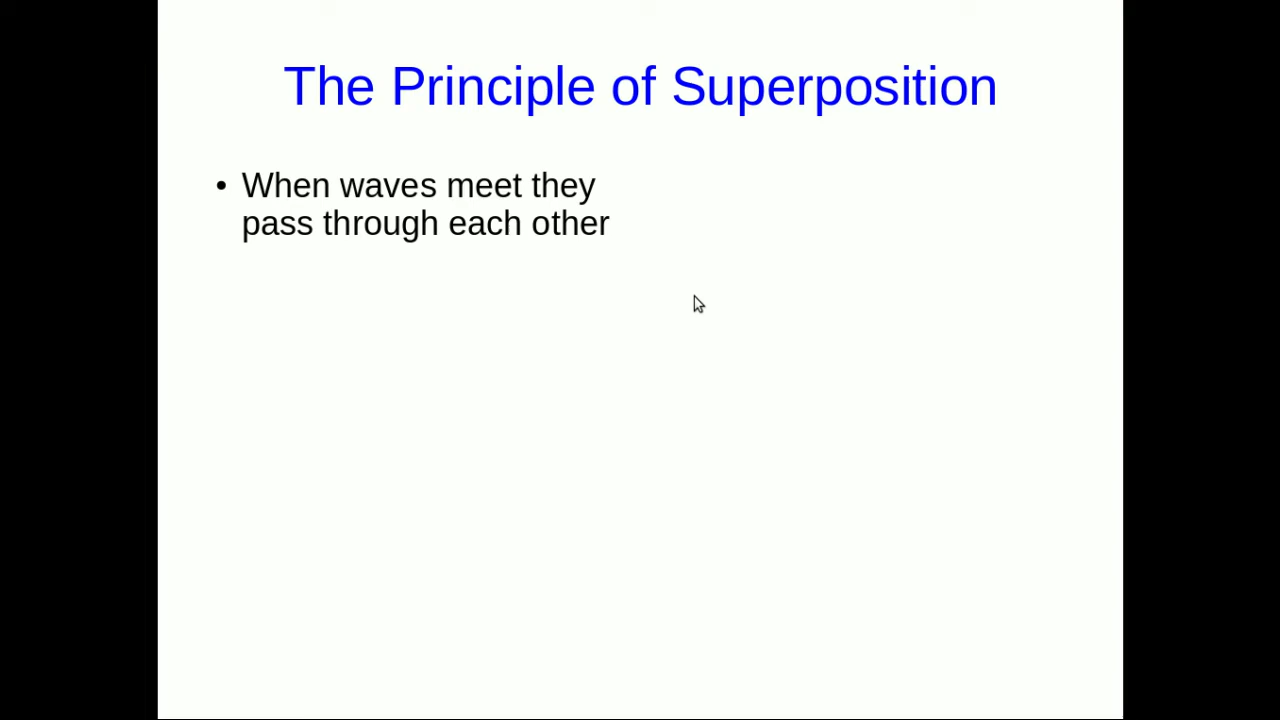 The Principle of Superposition
• When waves meet they
pass through each other